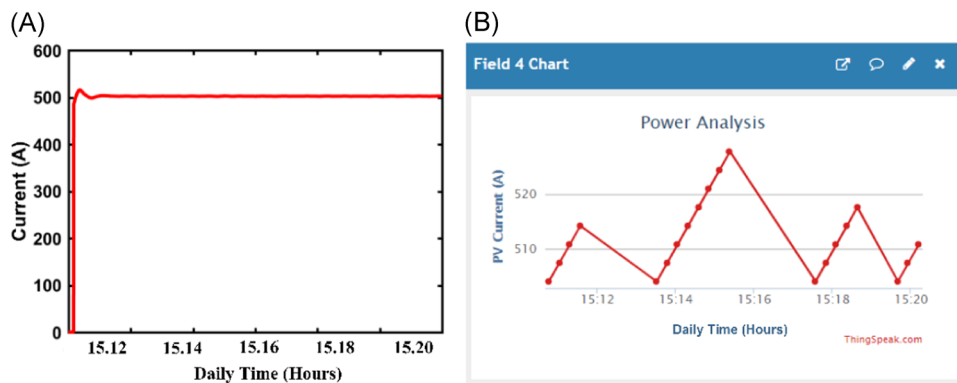 (A)
600
500
400
300
200
100
0
Current (A)
15.12 15.14 15.16 15.18 15.20
Daily Time (Hours)
(B)
Field 4 Chart
Power Analysis
520
510
PV Current (A)
15:12 15:14 15:16 15:18 15:20
Daily Time (Hours)
ThingSpeak.com